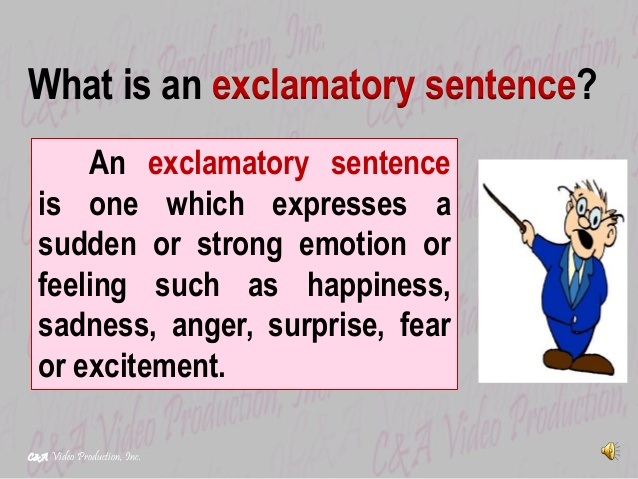 What is an exclamatory sentence?
An exclamatory sentence
is one which expresses a
sudden or strong emotion or
feeling such as happiness,
sadness, anger, surprise, fear
or excitement.
C&A Video Production, Inc.